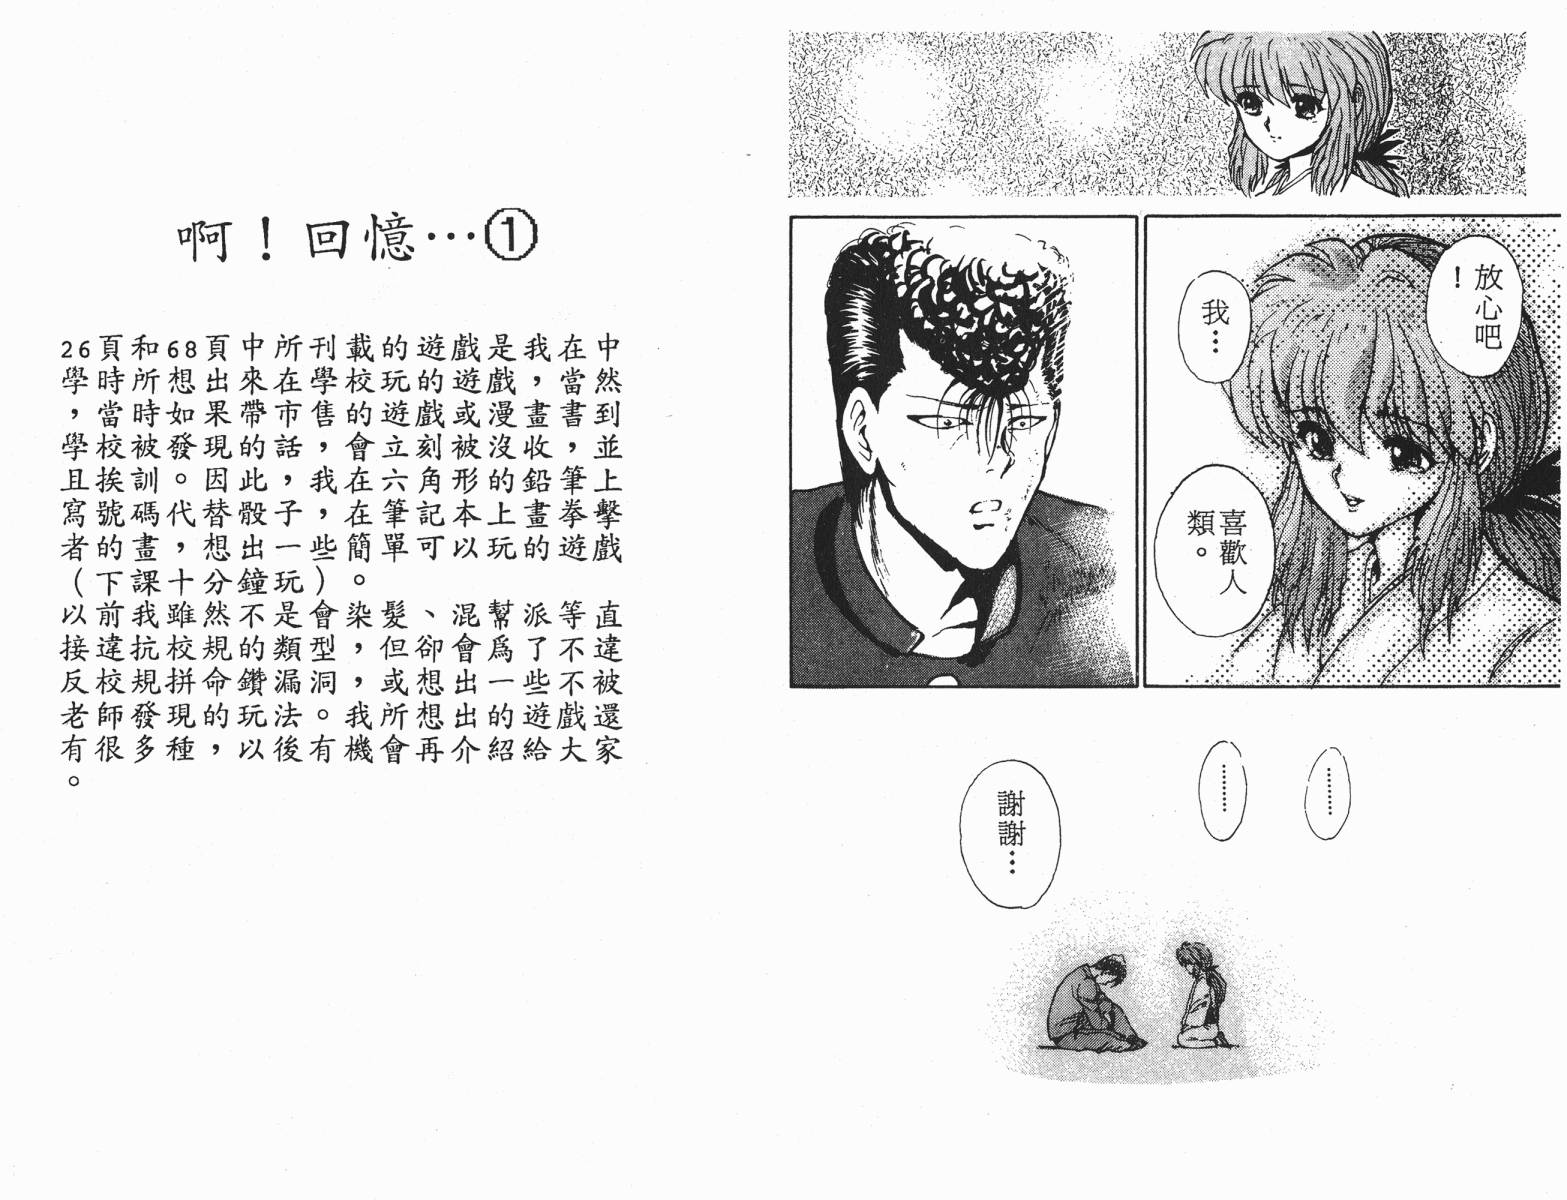 放心吧
！
我⋯
喜歡人
類。
⋯⋯
⋯⋯
謝謝⋯
啊！回憶⋯①
26頁和68頁中所刊載的遊戲是我在中
學時所想出來在學校玩的遊戲，當然
，當時如果帶市售的遊戲或漫畫書到
學校被發現的話，會立刻被沒收，並
且挨訓。因此，我在六角形的鉛筆上
寫號碼代替骰子，在筆記本上畫拳擊
者的畫，想出一些簡單可以玩的遊戲
（下課十分鐘玩）。
以前我雖然不是會染髮、混幫派等直
接違抗校規的類型，但卻會爲了不違
反校規拼命鑽漏洞，或想出一些不被
老師發現的玩法。我所想出的遊戲還
有很多種，以後有機會再介紹給大家
。